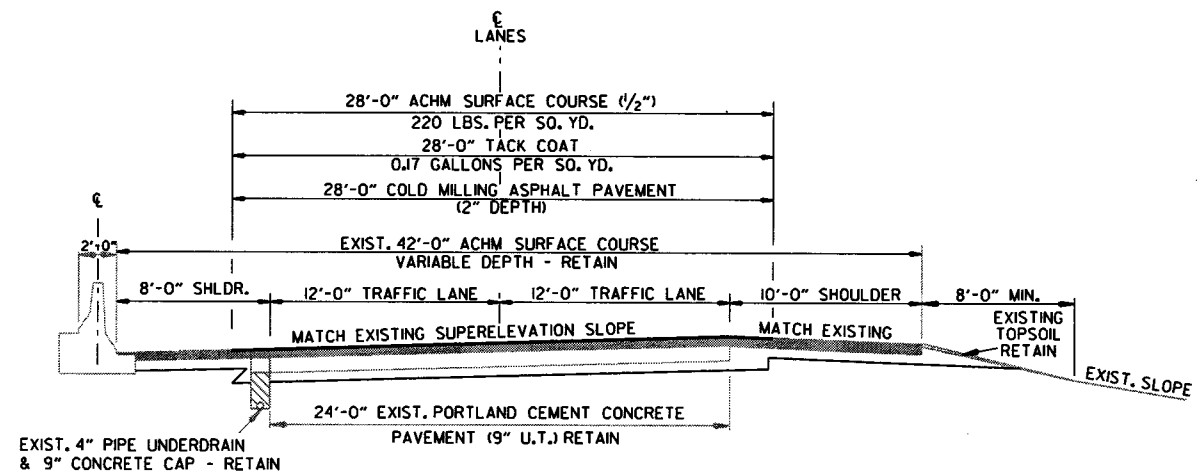 ℄
LANES
28'-0" ACHM SURFACE COURSE (1/2")
220 LBS. PER SQ. YD.
28'-0" TACK COAT
0.17 GALLONS PER SQ. YD.
28'-0" COLD MILLING ASPHALT PAVEMENT
(2" DEPTH)
℄
2'-0"
EXIST. 42'-0" ACHM SURFACE COURSE
VARIABLE DEPTH - RETAIN
8'-0" SHLDR.
12'-0" TRAFFIC LANE
12'-0" TRAFFIC LANE
10'-0" SHOULDER
8'-0" MIN.
MATCH EXISTING SUPERELEVATION SLOPE
MATCH EXISTING
EXISTING
TOPSOIL
RETAIN
EXIST. SLOPE
24'-0" EXIST. PORTLAND CEMENT CONCRETE
PAVEMENT (9" U.T.) RETAIN
EXIST. 4" PIPE UNDERDRAIN
& 9" CONCRETE CAP - RETAIN